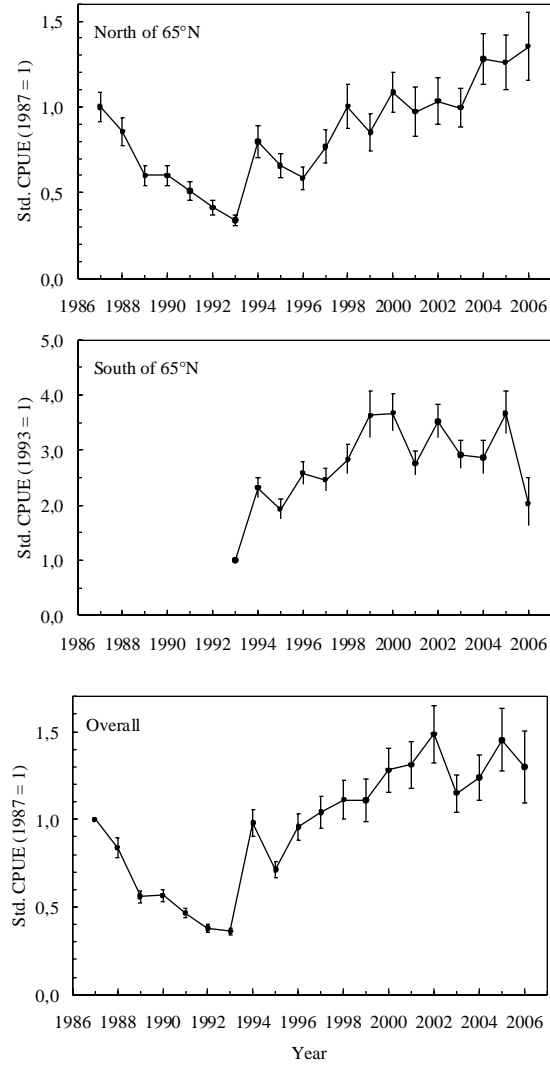 North of 65°N
Std. CPUE (1987 = 1)
1,5
1,0
0,5
0,0
1986 1988 1990 1992 1994 1996 1998 2000 2002 2004 2006
South of 65°N
Std. CPUE (1993 = 1)
5,0
4,0
3,0
2,0
1,0
0,0
1986 1988 1990 1992 1994 1996 1998 2000 2002 2004 2006
Overall
Std. CPUE (1987 = 1)
1,5
1,0
0,5
0,0
1986 1988 1990 1992 1994 1996 1998 2000 2002 2004 2006
Year